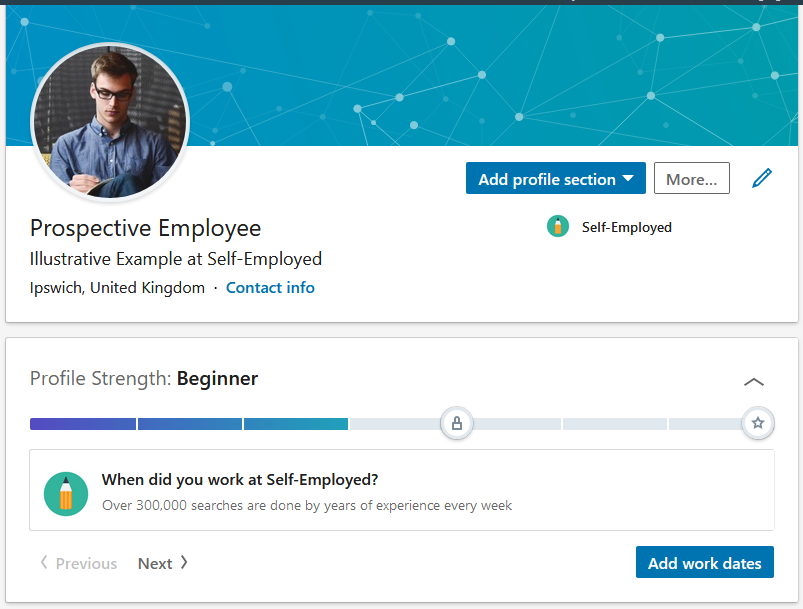 Add profile section
More...
Prospective Employee
Self-Employed
Illustrative Example at Self-Employed
Ipswich, United Kingdom · Contact info
Profile Strength: Beginner
When did you work at Self-Employed?
Over 300,000 searches are done by years of experience every week
Previous Next
Add work dates